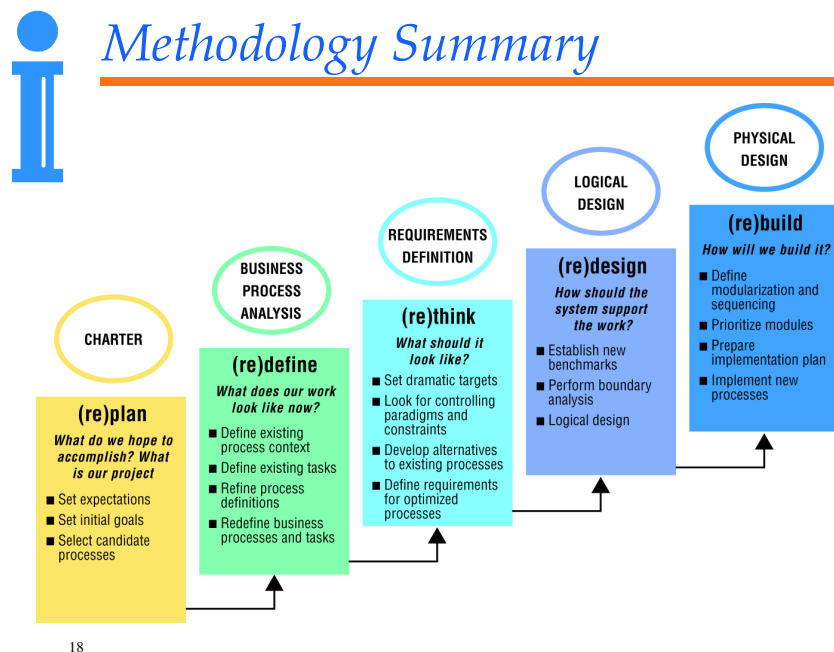 Methodology Summary
CHARTER
(re)plan
What do we hope to
accomplish? What
is our project
■ Set expectations
■ Set initial goals
■ Select candidate
processes
BUSINESS
PROCESS
ANALYSIS
(re)define
What does our work
look like now?
■ Define existing
process context
■ Define existing tasks
■ Refine process
definitions
■ Redefine business
processes and tasks
REQUIREMENTS
DEFINITION
(re)think
What should it
look like?
■ Set dramatic targets
■ Look for controlling
paradigms and
constraints
■ Develop alternatives
to existing processes
■ Define requirements
for optimized
processes
LOGICAL
DESIGN
(re)design
How should the
system support
the work?
■ Establish new
benchmarks
■ Perform boundary
analysis
■ Logical design
PHYSICAL
DESIGN
(re)build
How will we build it?
■ Define
modularization and
sequencing
■ Prioritize modules
■ Prepare
implementation plan
■ Implement new
processes
18